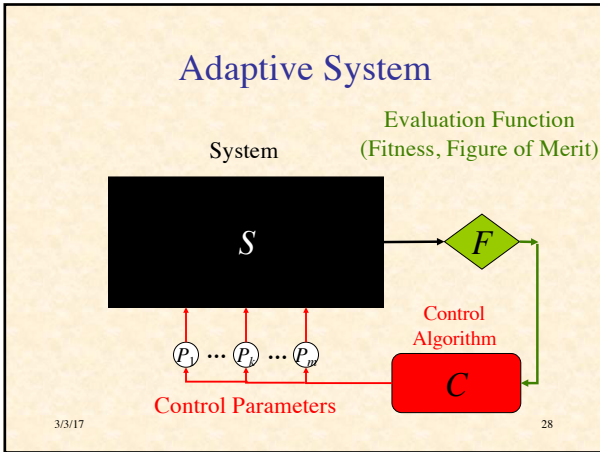 Adaptive System
Evaluation Function
(Fitness, Figure of Merit)
System
S
F
Control
Algorithm
P1 ... Pk ... Pm
C
Control Parameters
3/3/17
28